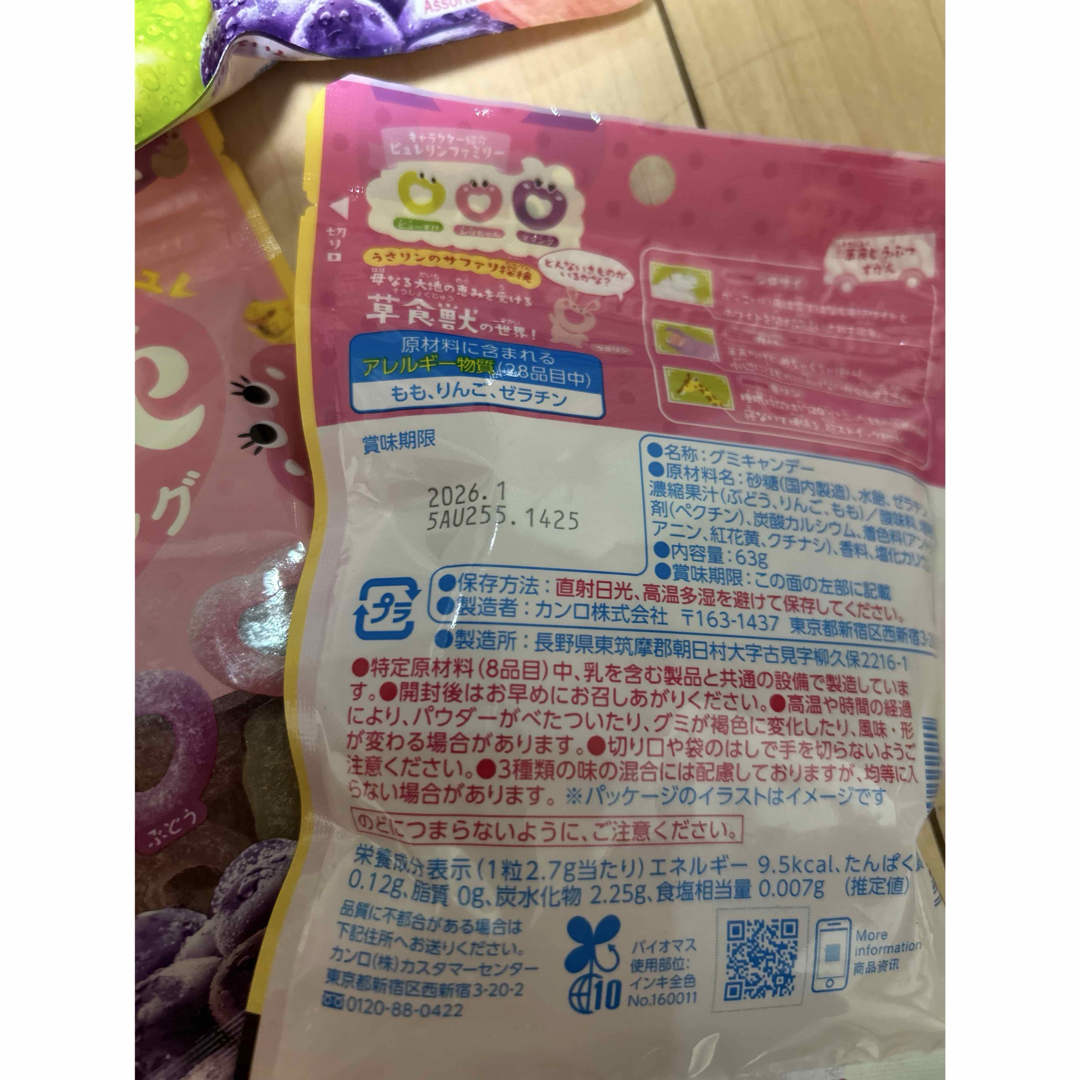 Assorte
キャラクター紹介
ピュレリンファミリー
切り口
うさリンのサファリ探検
どんないきものが
いるかな?
母なる大地の恵みを受ける
草食獣の世界!
原材料に含まれる
アレルギー物質(28品目中)
もも、りんご、ゼラチン
賞味期限
2026.1
5AU255.1425
●名称:グミキャンデー
●原材料名:砂糖(国内製造)、水飴、ゼラチン
濃縮果汁(ぶどう、りんご、もも)/酸味料、
剤(ペクチン)、炭酸カルシウム、着色料(アン
アニン、紅花黄、クチナシ)、香料、塩化カリウム
●内容量:63g
●賞味期限:この面の左部に記載
●保存方法:直射日光、高温多湿を避けて保存してください。
●製造者:カンロ株式会社 〒163-1437 東京都新宿区西新宿3-20
●製造所:長野県東筑摩郡朝日村大字古見字柳久保2216-1
プラ
●特定原材料(8品目)中、乳を含む製品と共通の設備で製造していま
す。●開封後はお早めにお召しあがりください。●高温や時間の経過
により、パウダーがべたついたり、グミが褐色に変化したり、風味・形
が変わる場合があります。●切り口や袋のはしで手を切らないようご
注意ください。●3種類の味の混合には配慮しておりますが、均等に入
らない場合があります。※パッケージのイラストはイメージです
のどにつまらないように、ご注意ください。
栄養成分表示(1粒2.7g当たり)エネルギー 9.5kcal、たんぱく質
0.12g、脂質 0g、炭水化物 2.25g、食塩相当量 0.007g (推定値)
品質に不都合がある場合は
下記住所へお送りください。
カンロ(株)カスタマーセンター
東京都新宿区西新宿3-20-2
0120-88-0422
10
バイオマス
使用部位:
インキ全色
No.160011
More
information
商品资讯
ぶどう